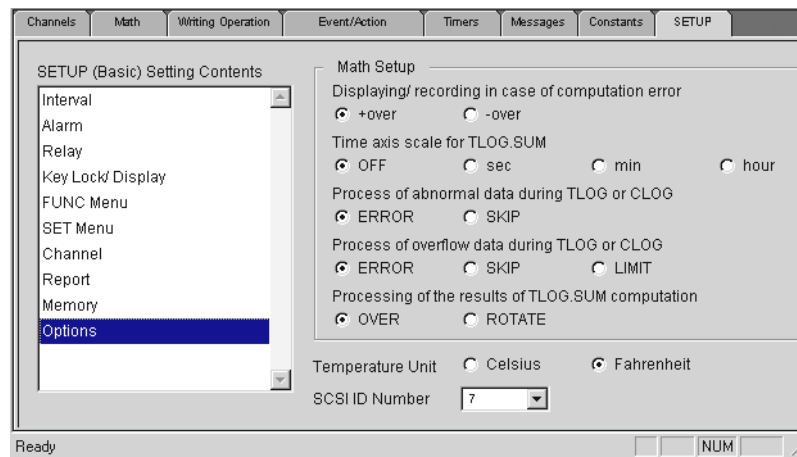 Channels Math Writing Operation Event/Action Timers Messages Constants SETUP
SETUP (Basic) Setting Contents
Interval
Alarm
Relay
Key Lock/ Display
FUNC Menu
SET Menu
Channel
Report
Memory
Options
Math Setup
Displaying/ recording in case of computation error
+over -over
Time axis scale for TLOG.SUM
OFF sec min hour
Process of abnormal data during TLOG or CLOG
ERROR SKIP
Process of overflow data during TLOG or CLOG
ERROR SKIP LIMIT
Processing of the results of TLOG.SUM computation
OVER ROTATE
Temperature Unit Celsius Fahrenheit
SCSI ID Number 7
Ready NUM